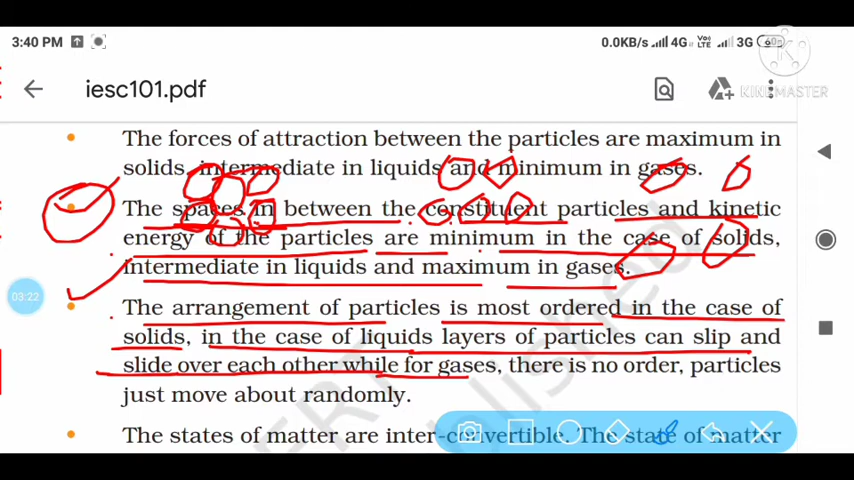 3:40 PM
0.0KB/s 4G VoLTE 3G 60
iesc101.pdf
KINEMASTER
The forces of attraction between the particles are maximum in
solids, intermediate in liquids and minimum in gases.
The spaces in between the constituent particles and kinetic
energy of the particles are minimum in the case of solids,
intermediate in liquids and maximum in gases.
03:22
The arrangement of particles is most ordered in the case of
solids, in the case of liquids layers of particles can slip and
slide over each other while for gases, there is no order, particles
just move about randomly.
The states of matter are inter-convertible. The state of matter